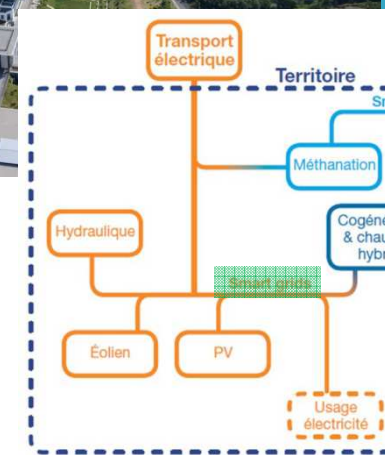 Transport
électrique
Territoire
Méthanation
Hydraulique
& 
Smart grids
Éolien
PV
Usage
électricité